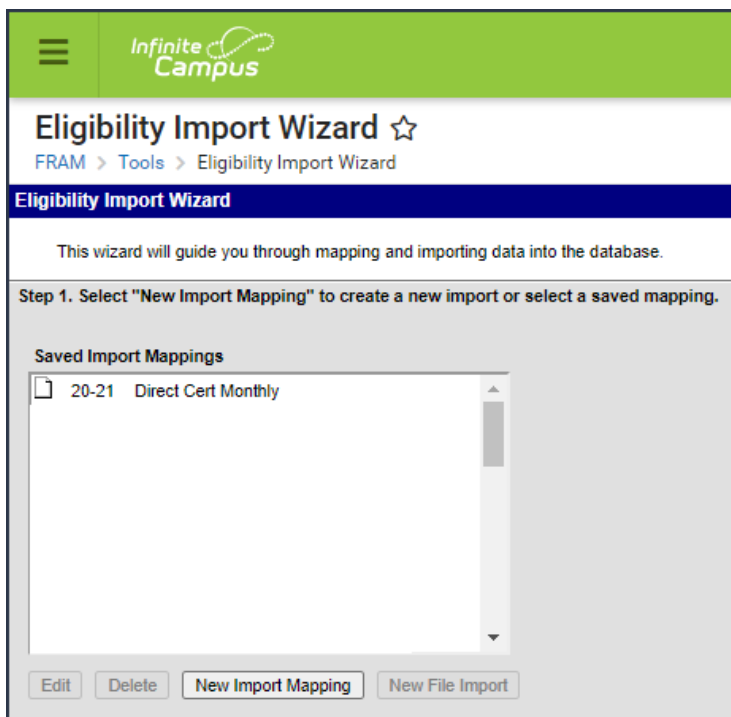 Infinite
Campus
Eligibility Import Wizard
FRAM > Tools > Eligibility Import Wizard
Eligibility Import Wizard
This wizard will guide you through mapping and importing data into the database.
Step 1. Select "New Import Mapping" to create a new import or select a saved mapping.
Saved Import Mappings
20-21 Direct Cert Monthly
Edit Delete New Import Mapping New File Import